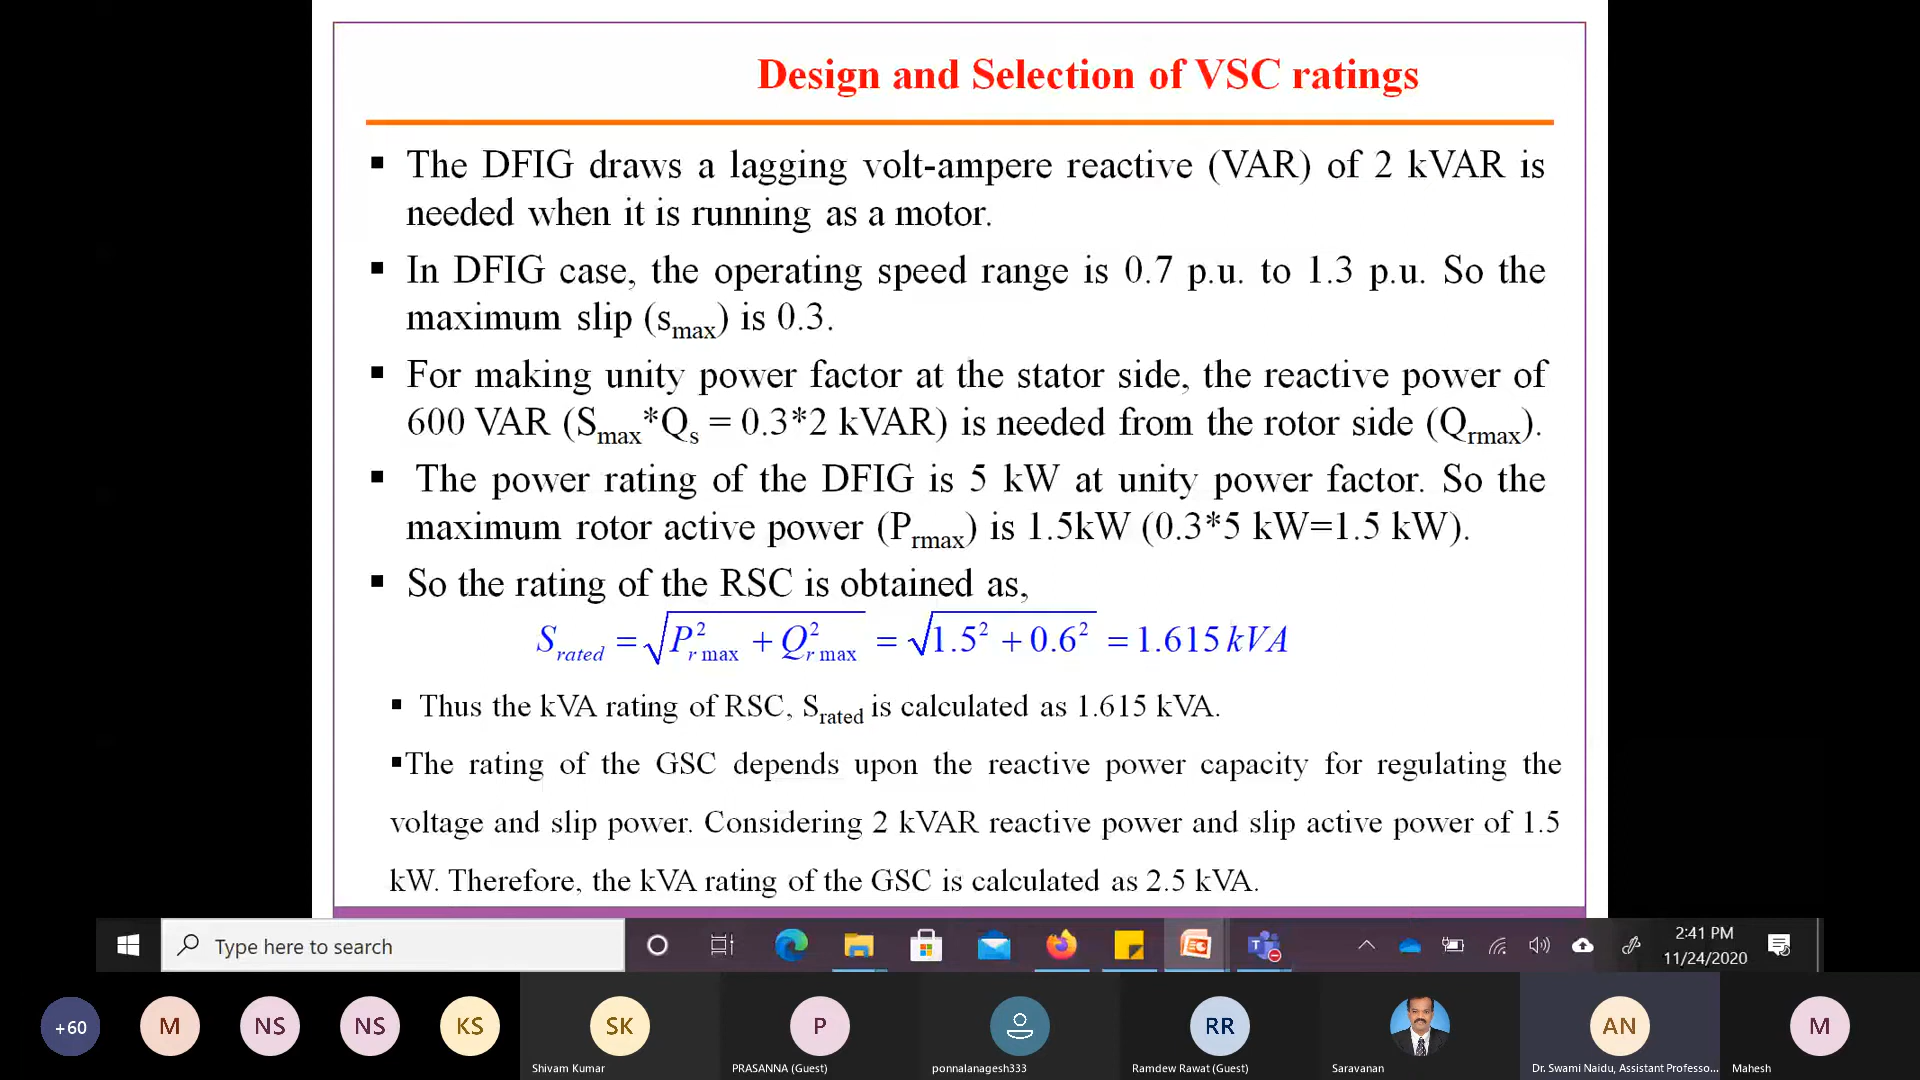 Design and Selection of VSC ratings
▪ The DFIG draws a lagging volt-ampere reactive (VAR) of 2 kVAR is
needed when it is running as a motor.
▪ In DFIG case, the operating speed range is 0.7 p.u. to 1.3 p.u. So the
maximum slip (smax) is 0.3.
▪ For making unity power factor at the stator side, the reactive power of
600 VAR (Smax*Qs = 0.3*2 kVAR) is needed from the rotor side (Qrmax).
▪ The power rating of the DFIG is 5 kW at unity power factor. So the
maximum rotor active power (Prmax) is 1.5kW (0.3*5 kW=1.5 kW).
▪ So the rating of the RSC is obtained as,
S_rated = √(P²_r max + Q²_r max) = √(1.5² + 0.6²) = 1.615 kVA
▪ Thus the kVA rating of RSC, Srated is calculated as 1.615 kVA.
▪The rating of the GSC depends upon the reactive power capacity for regulating the
voltage and slip power. Considering 2 kVAR reactive power and slip active power of 1.5
kW. Therefore, the kVA rating of the GSC is calculated as 2.5 kVA.
Type here to search
2:41 PM
11/24/2020
+60
M
NS
NS
KS
SK
P
RR
AN
M
Shivam Kumar
PRASANNA (Guest)
ponnalanagesh333
Ramdew Rawat (Guest)
Saravanan
Dr. Swami Naidu, Assistant Professo...
Mahesh